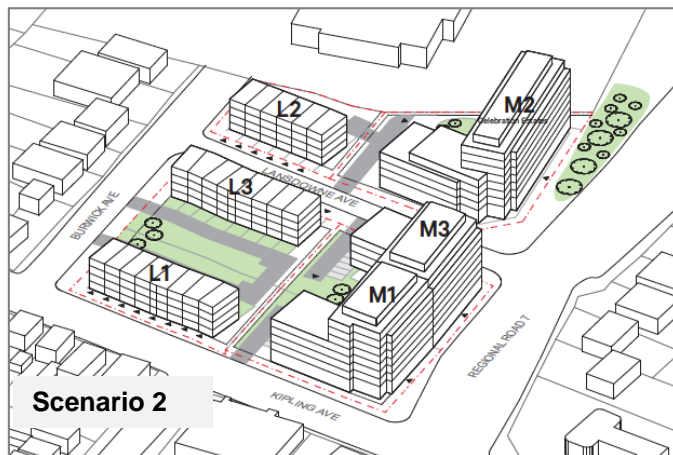 L2
M2
Celebration Estates
L3
LANSDOWNE AVE
BURWICK AVE
M3
L1
M1
REGIONAL ROAD 7
KIPLING AVE
Scenario 2